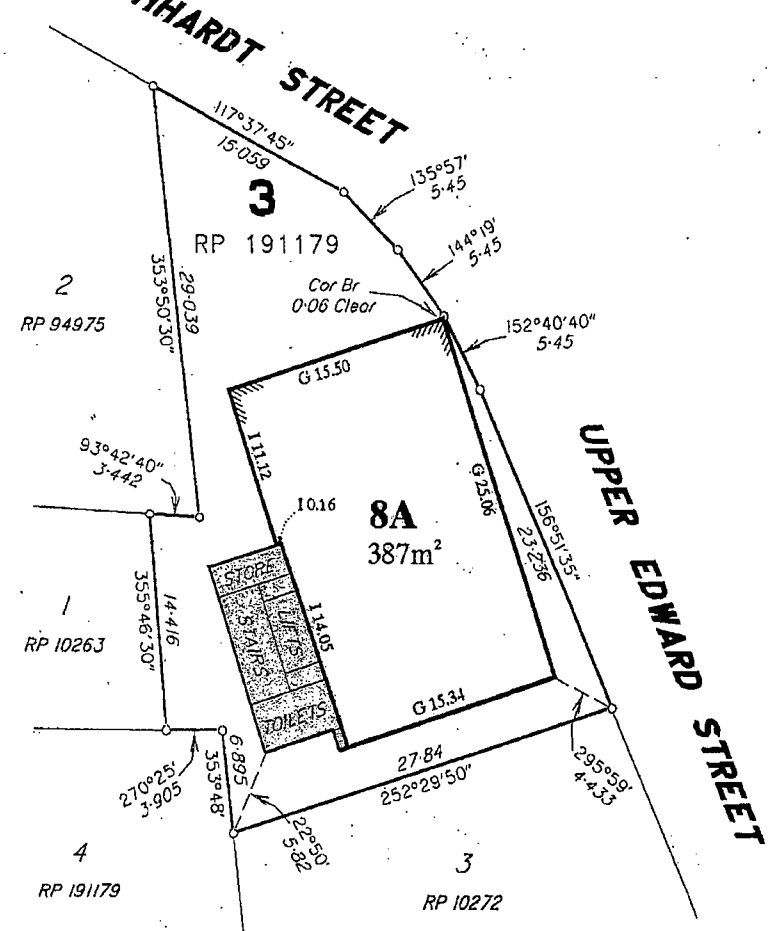 HHARDT STREET
117°37'45"
15·059
3
RP 191179
135°57'
5·45
144°19'
5·45
Cor Br
0·06 Clear
152°40'40"
5·45
2
RP 94975
353°50'30"
29·039
G 15.50
93°42'40"
3·442
I 11.12
I 0.16
8A
387m²
G 25.06
156°51'35"
23·236
UPPER EDWARD STREET
1
RP 10263
355°46'30"
14·416
STORE
LIFTS
STAIRS
TOILETS
I 14.05
G 15.34
270°25'
3·905
6·895
353°48'
27·84
252°29'50"
295°59'
4·433
22°50'
5·82
4
RP 191179
3
RP 10272